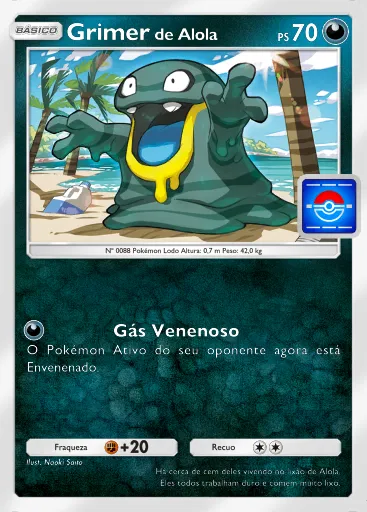 BÁSICO
Grimer de Alola
PS 70
Nº 0088 Pokémon Lodo Altura: 0,7 m Peso: 42,0 kg
Gás Venenoso
O Pokémon Ativo do seu oponente agora está
Envenenado.
Fraqueza +20
Recuo
Ilust. Naoki Saito
Há cerca de cem deles vivendo no lixão de Alola.
Eles todos trabalham duro e comem muito lixo.